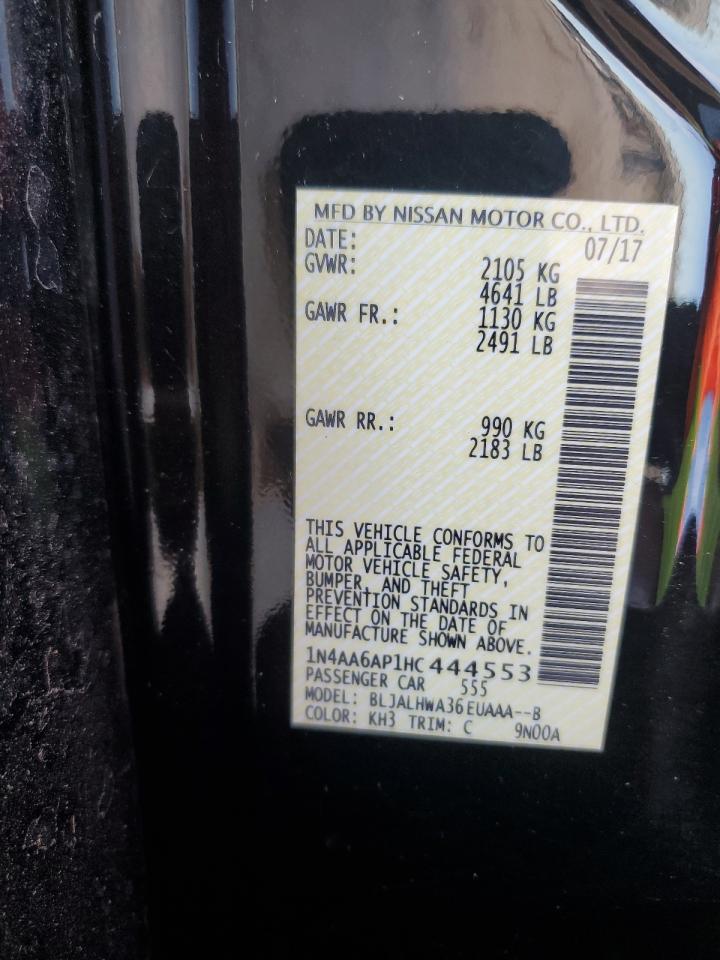 MFD BY NISSAN MOTOR CO., LTD.
DATE: 07/17
GVWR: 2105 KG
4641 LB
GAWR FR.: 1130 KG
2491 LB
GAWR RR.: 990 KG
2183 LB
THIS VEHICLE CONFORMS TO
ALL APPLICABLE FEDERAL
MOTOR VEHICLE SAFETY,
BUMPER, AND THEFT
PREVENTION STANDARDS IN
EFFECT ON THE DATE OF
MANUFACTURE SHOWN ABOVE.
1N4AA6AP1HC444553
PASSENGER CAR 555
MODEL: BLJALHWA36EUAAA--B
COLOR: KH3 TRIM: C 9N00A